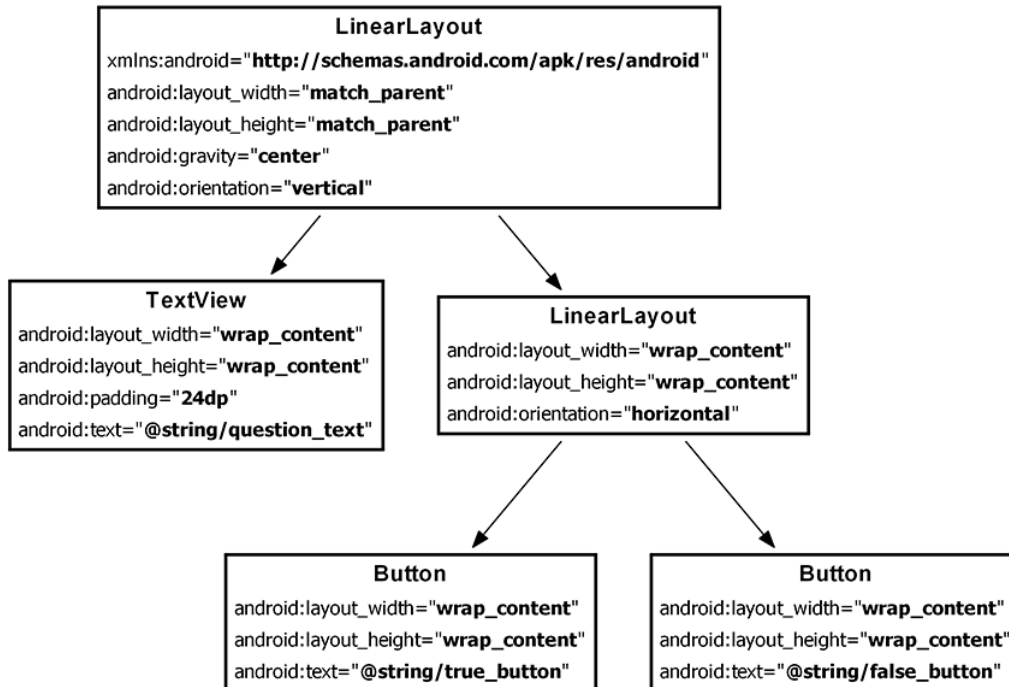 LinearLayout
xmlns:android="http://schemas.android.com/apk/res/android"
android:layout_width="match_parent"
android:layout_height="match_parent"
android:gravity="center"
android:orientation="vertical"
TextView
android:layout_width="wrap_content"
android:layout_height="wrap_content"
android:padding="24dp"
android:text="@string/question_text"
LinearLayout
android:layout_width="wrap_content"
android:layout_height="wrap_content"
android:orientation="horizontal"
Button
android:layout_width="wrap_content"
android:layout_height="wrap_content"
android:text="@string/true_button"
Button
android:layout_width="wrap_content"
android:layout_height="wrap_content"
android:text="@string/false_button"